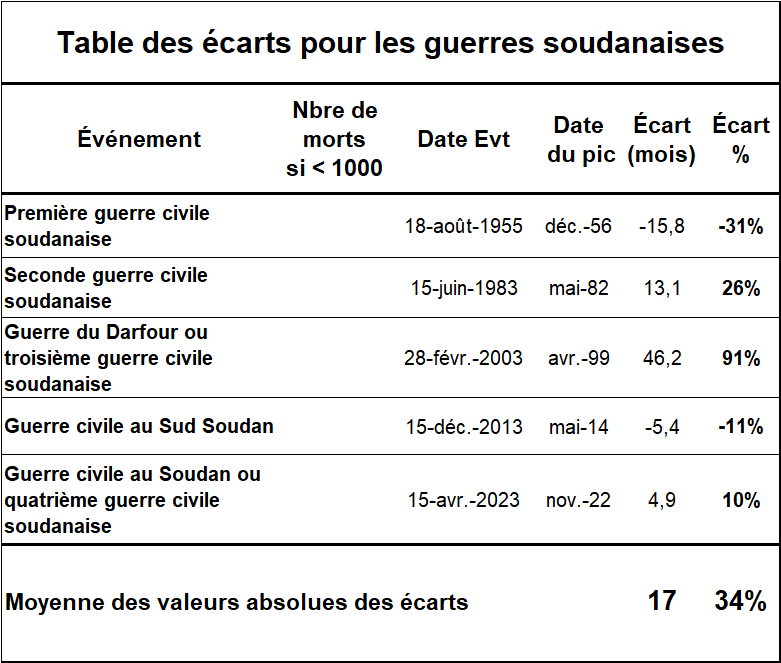 Table des écarts pour les guerres soudanaises
Événement
Nbre de
morts
si < 1000
Date Evt
Date
du pic
Écart
(mois)
Écart
%
Première guerre civile
soudanaise
18-août-1955 déc.-56 -15,8 -31%
Seconde guerre civile
soudanaise
15-juin-1983 mai-82 13,1 26%
Guerre du Darfour ou
troisième guerre civile
soudanaise
28-févr.-2003 avr.-99 46,2 91%
Guerre civile au Sud Soudan 15-déc.-2013 mai-14 -5,4 -11%
Guerre civile au Soudan ou
quatrième guerre civile
soudanaise
15-avr.-2023 nov.-22 4,9 10%
Moyenne des valeurs absolues des écarts 17 34%